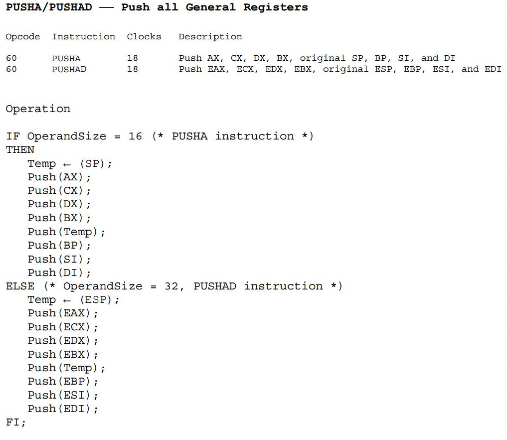 PUSHA/PUSHAD — Push all General Registers
Opcode Instruction Clocks Description
60 PUSHA 18 Push AX, CX, DX, BX, original SP, BP, SI, and DI
60 PUSHAD 18 Push EAX, ECX, EDX, EBX, original ESP, EBP, ESI, and EDI
Operation
IF OperandSize = 16 (* PUSHA instruction *)
THEN
Temp ← (SP);
Push(AX);
Push(CX);
Push(DX);
Push(BX);
Push(Temp);
Push(BP);
Push(SI);
Push(DI);
ELSE (* OperandSize = 32, PUSHAD instruction *)
Temp ← (ESP);
Push(EAX);
Push(ECX);
Push(EDX);
Push(EBX);
Push(Temp);
Push(EBP);
Push(ESI);
Push(EDI);
FI;